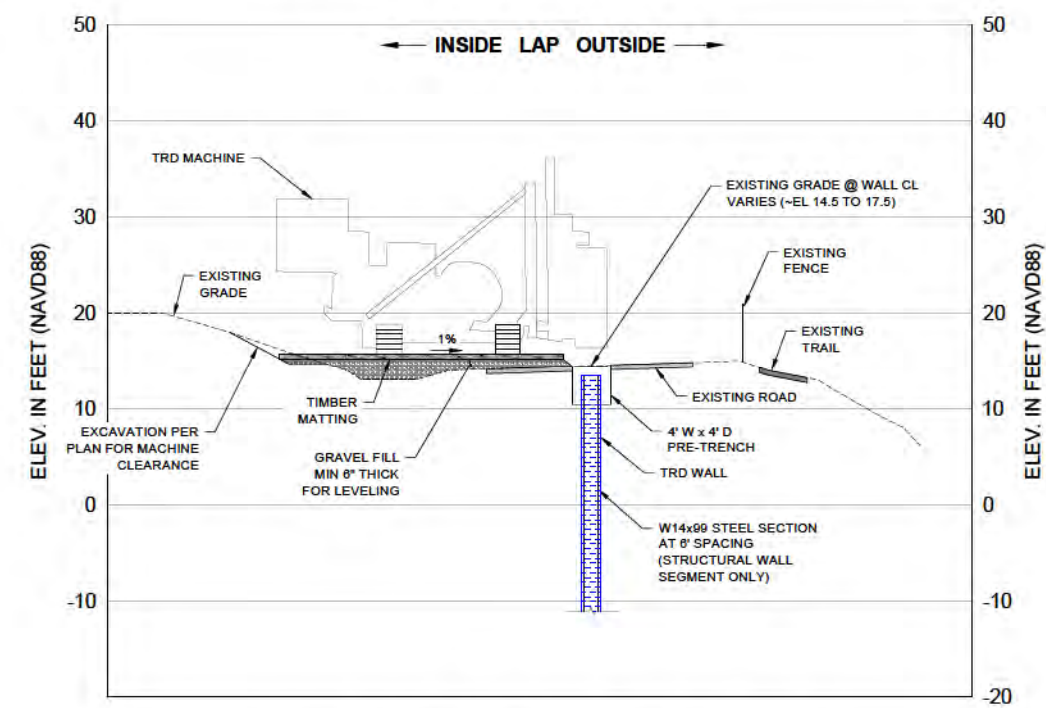 50
50
INSIDE LAP OUTSIDE
40
40
TRD MACHINE
EXISTING GRADE @ WALL CL
VARIES (~EL 14.5 TO 17.5)
30
30
EXISTING
GRADE
EXISTING
FENCE
ELEV. IN FEET (NAVD88)
ELEV. IN FEET (NAVD88)
20
20
1%
EXISTING
TRAIL
EXISTING ROAD
10
10
TIMBER
MATTING
EXCAVATION PER
PLAN FOR MACHINE
CLEARANCE
4' W x 4' D
PRE-TRENCH
GRAVEL FILL
MIN 6" THICK
FOR LEVELING
TRD WALL
0
0
W14x99 STEEL SECTION
AT 6' SPACING
(STRUCTURAL WALL
SEGMENT ONLY)
-10
-10
-20